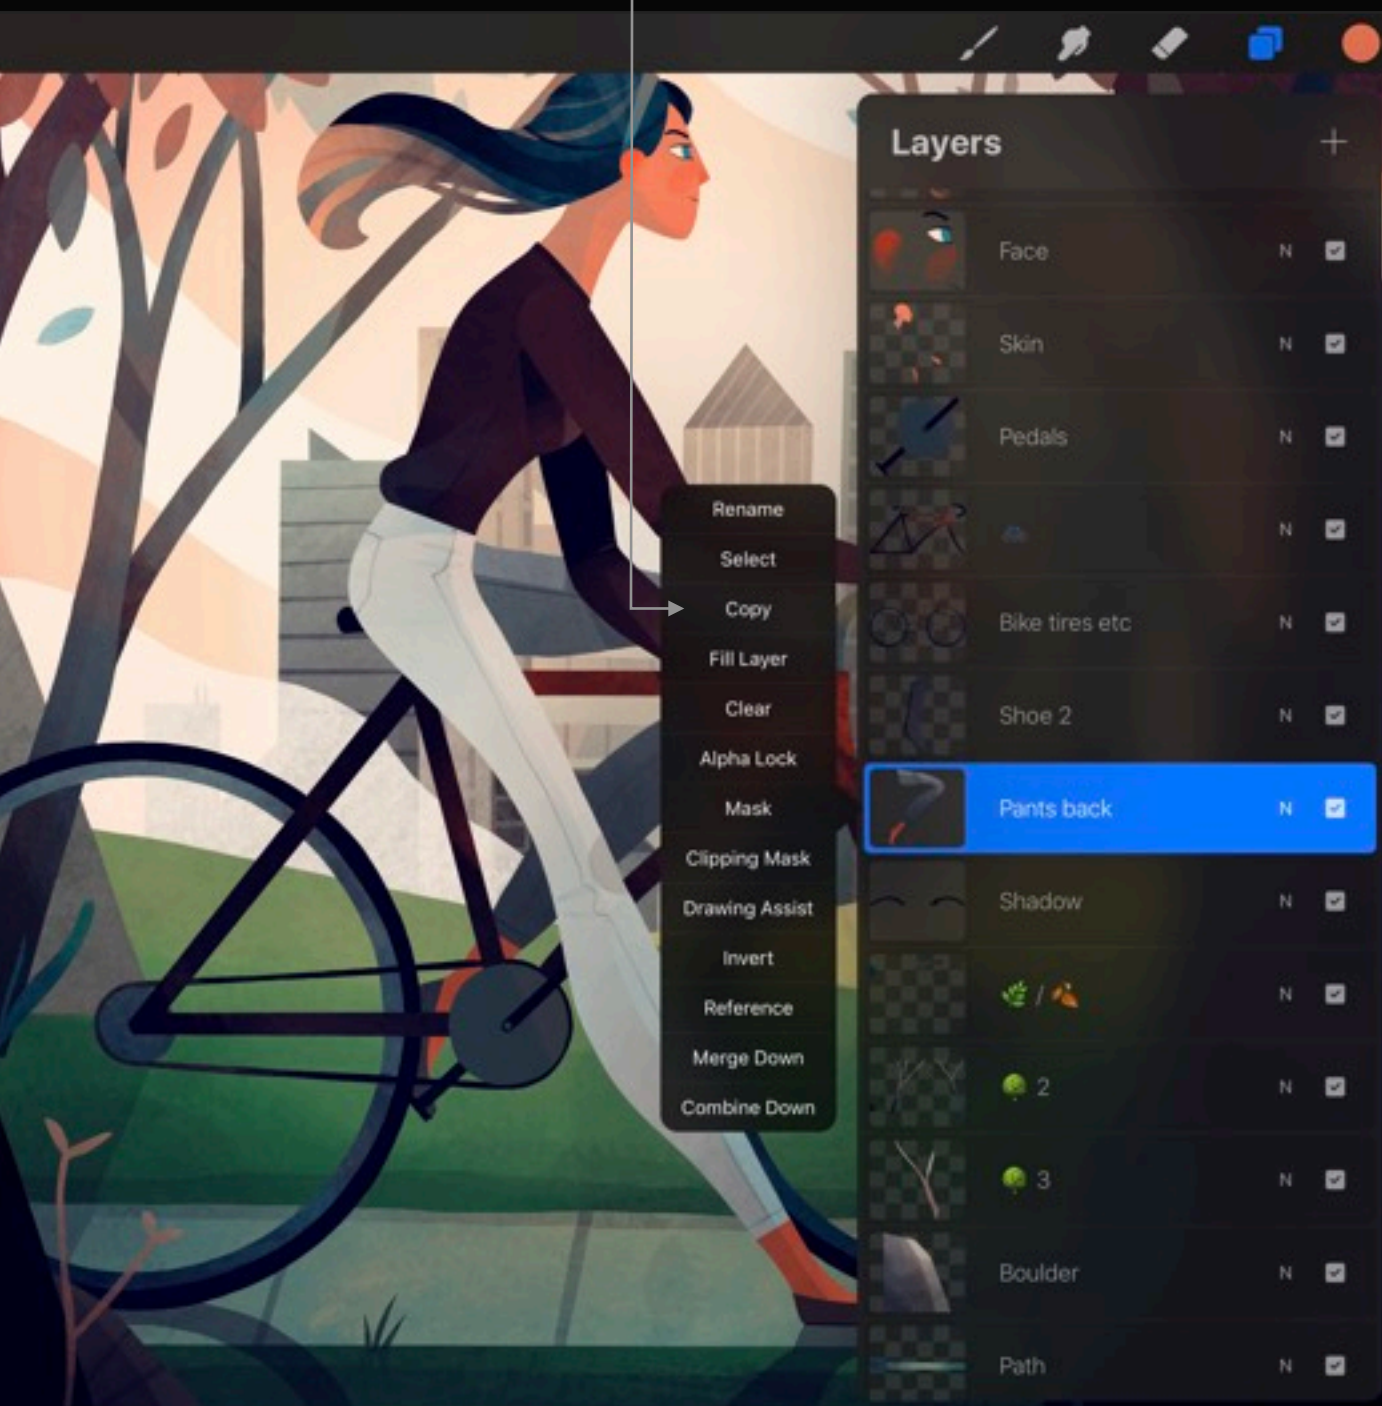 Layers
Face N
Skin N
Pedals N
N
Bike tires etc N
Shoe 2 N
Pants back N
Shadow N
🌿 / 🍂 N
🌳 2 N
🌳 3 N
Boulder N
Path N
Rename
Select
Copy
Fill Layer
Clear
Alpha Lock
Mask
Clipping Mask
Drawing Assist
Invert
Reference
Merge Down
Combine Down